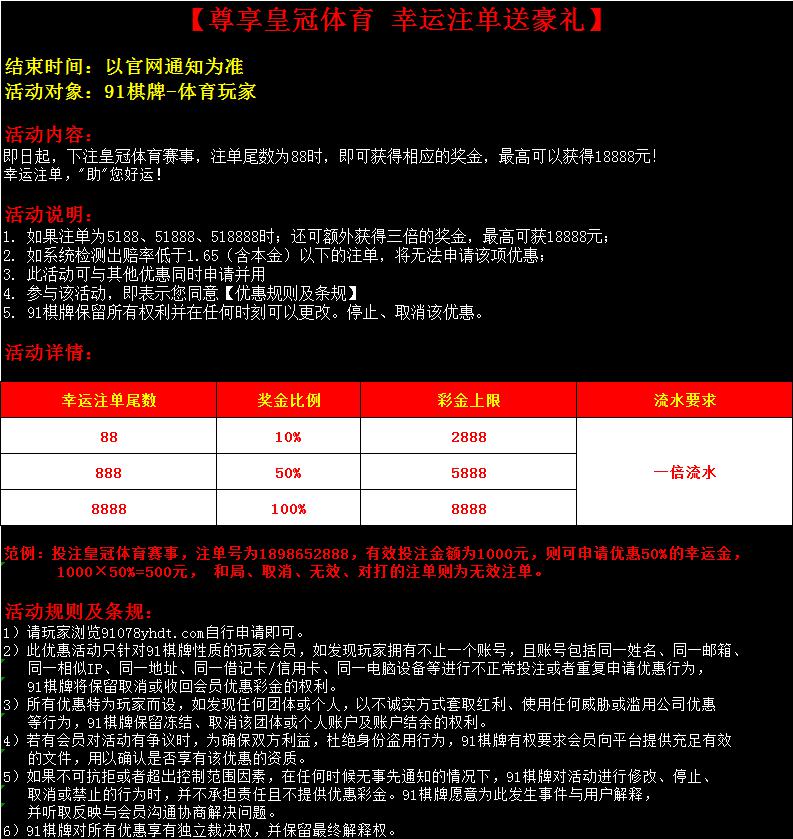 【尊享皇冠体育 幸运注单送豪礼】
结束时间：以官网通知为准
活动对象：91棋牌-体育玩家
活动内容：
即日起，下注皇冠体育赛事，注单尾数为88时，即可获得相应的奖金，最高可以获得18888元！
幸运注单，"助"您好运！
活动说明：
1. 如果注单为5188、51888、518888时；还可额外获得三倍的奖金，最高可获18888元；
2. 如系统检测出赔率低于1.65（含本金）以下的注单，将无法申请该项优惠；
3. 此活动可与其他优惠同时申请并用
4. 参与该活动，即表示您同意【优惠规则及条规】
5. 91棋牌保留所有权利并在任何时刻可以更改。停止、取消该优惠。
活动详情：
幸运注单尾数 奖金比例 彩金上限 流水要求
88 10% 2888
888 50% 5888 一倍流水
8888 100% 8888
范例：投注皇冠体育赛事，注单号为1898652888，有效投注金额为1000元，则可申请优惠50%的幸运金，
1000×50%=500元， 和局、取消、无效、对打的注单则为无效注单。
活动规则及条规：
1）请玩家浏览91078yhdt.com自行申请即可。
2）此优惠活动只针对91棋牌性质的玩家会员，如发现玩家拥有不止一个账号，且账号包括同一姓名、同一邮箱、
同一相似IP、同一地址、同一借记卡/信用卡、同一电脑设备等进行不正常投注或者重复申请优惠行为，
91棋牌将保留取消或收回会员优惠彩金的权利。
3）所有优惠特为玩家而设，如发现任何团体或个人，以不诚实方式套取红利、使用任何威胁或滥用公司优惠
等行为，91棋牌保留冻结、取消该团体或个人账户及账户结余的权利。
4）若有会员对活动有争议时，为确保双方利益，杜绝身份盗用行为，91棋牌有权要求会员向平台提供充足有效
的文件，用以确认是否享有该优惠的资质。
5）如果不可抗拒或者超出控制范围因素，在任何时候无事先通知的情况下，91棋牌对活动进行修改、停止、
取消或禁止的行为时，并不承担责任且不提供优惠彩金。91棋牌愿意为此发生事件与用户解释，
并听取反映与会员沟通协商解决问题。
6）91棋牌对所有优惠享有独立裁决权，并保留最终解释权。